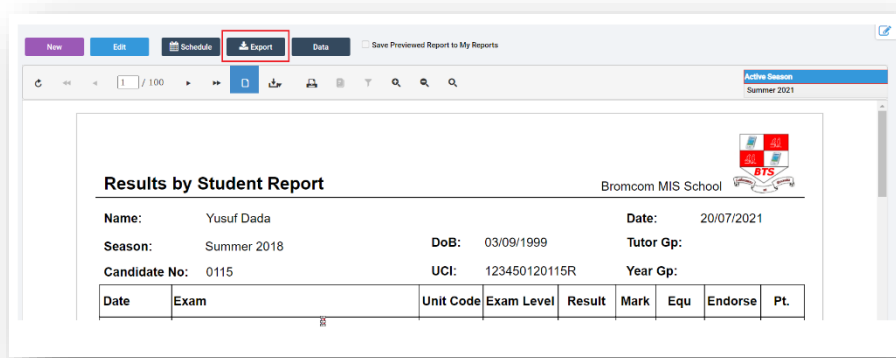 New Edit Schedule Export Data Save Previewed Report to My Reports
1 / 100
Active Season
Summer 2021
BTS
Results by Student Report Bromcom MIS School
Name: Yusuf Dada Date: 20/07/2021
Season: Summer 2018 DoB: 03/09/1999 Tutor Gp:
Candidate No: 0115 UCI: 123450120115R Year Gp:
Date Exam Unit Code Exam Level Result Mark Equ Endorse Pt.